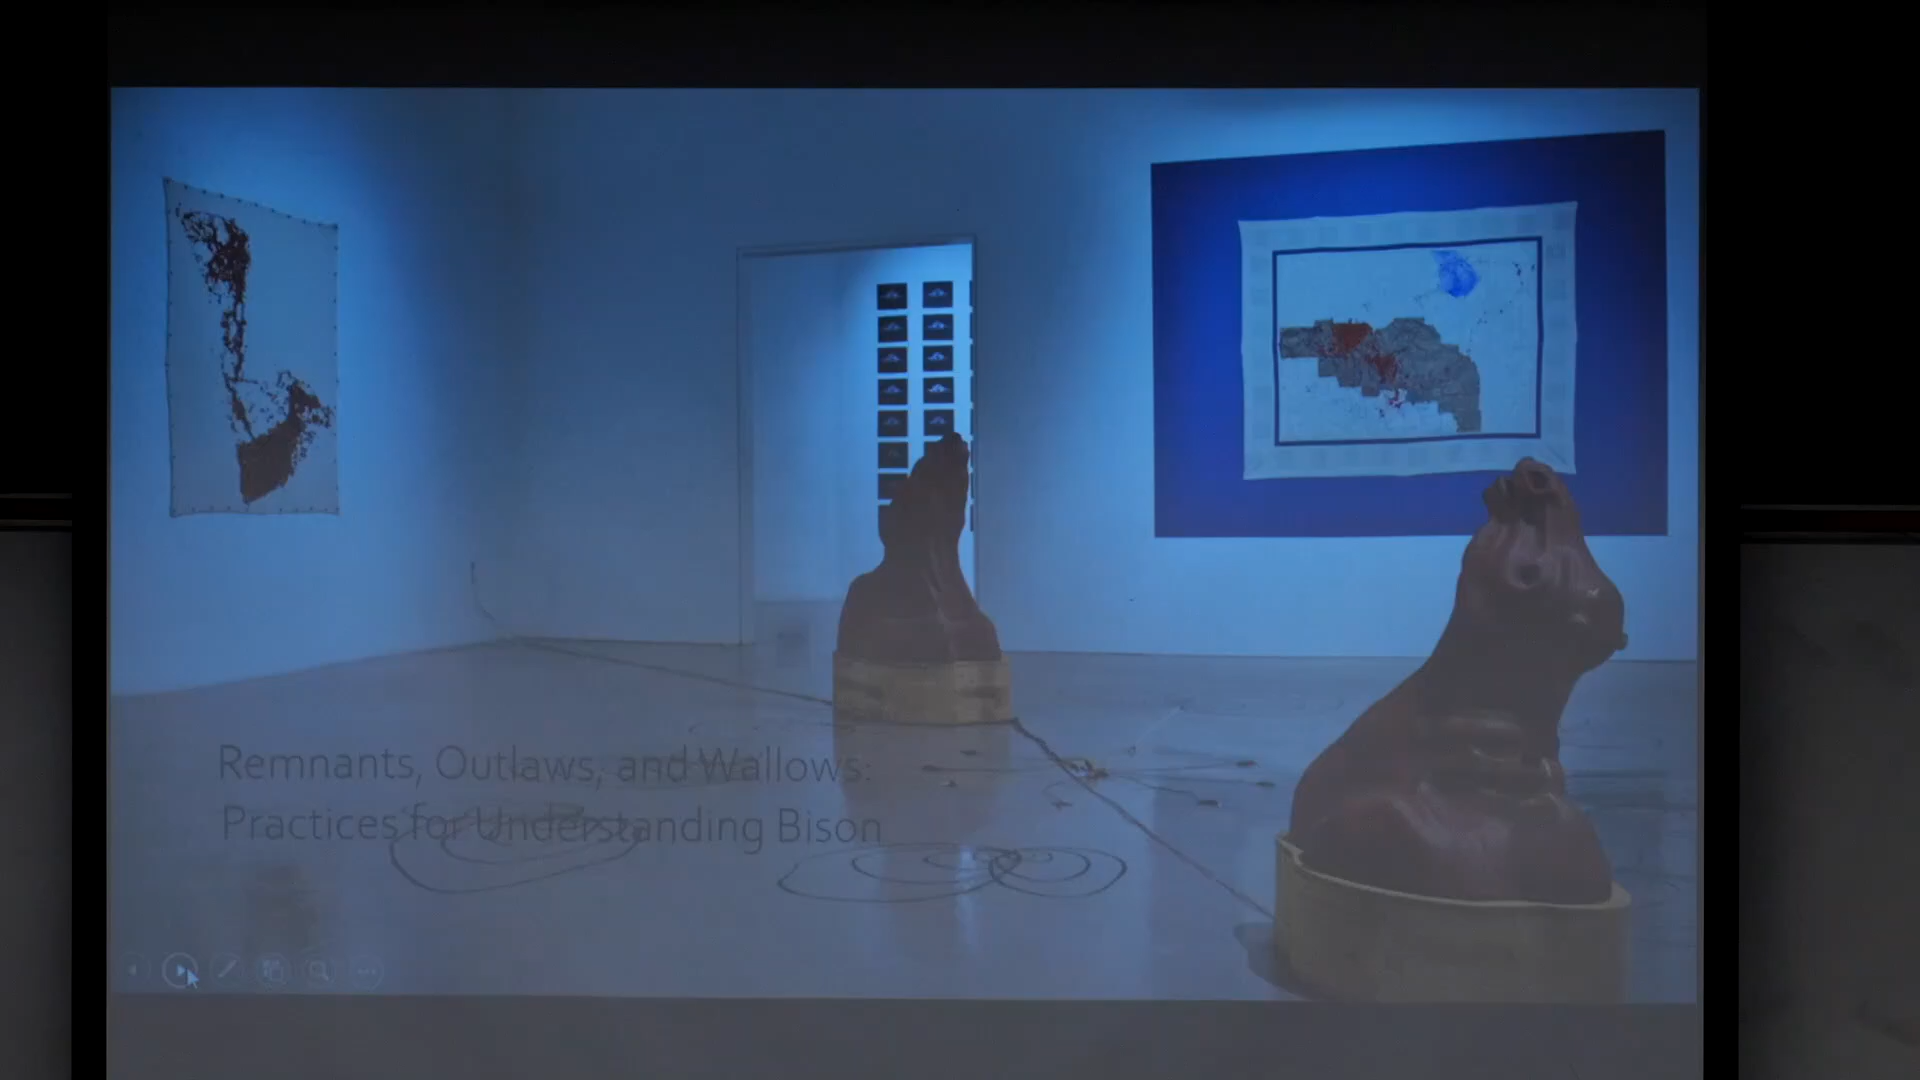 Remnants, Outlaws, and Wallows:
Practices for Understanding Bison